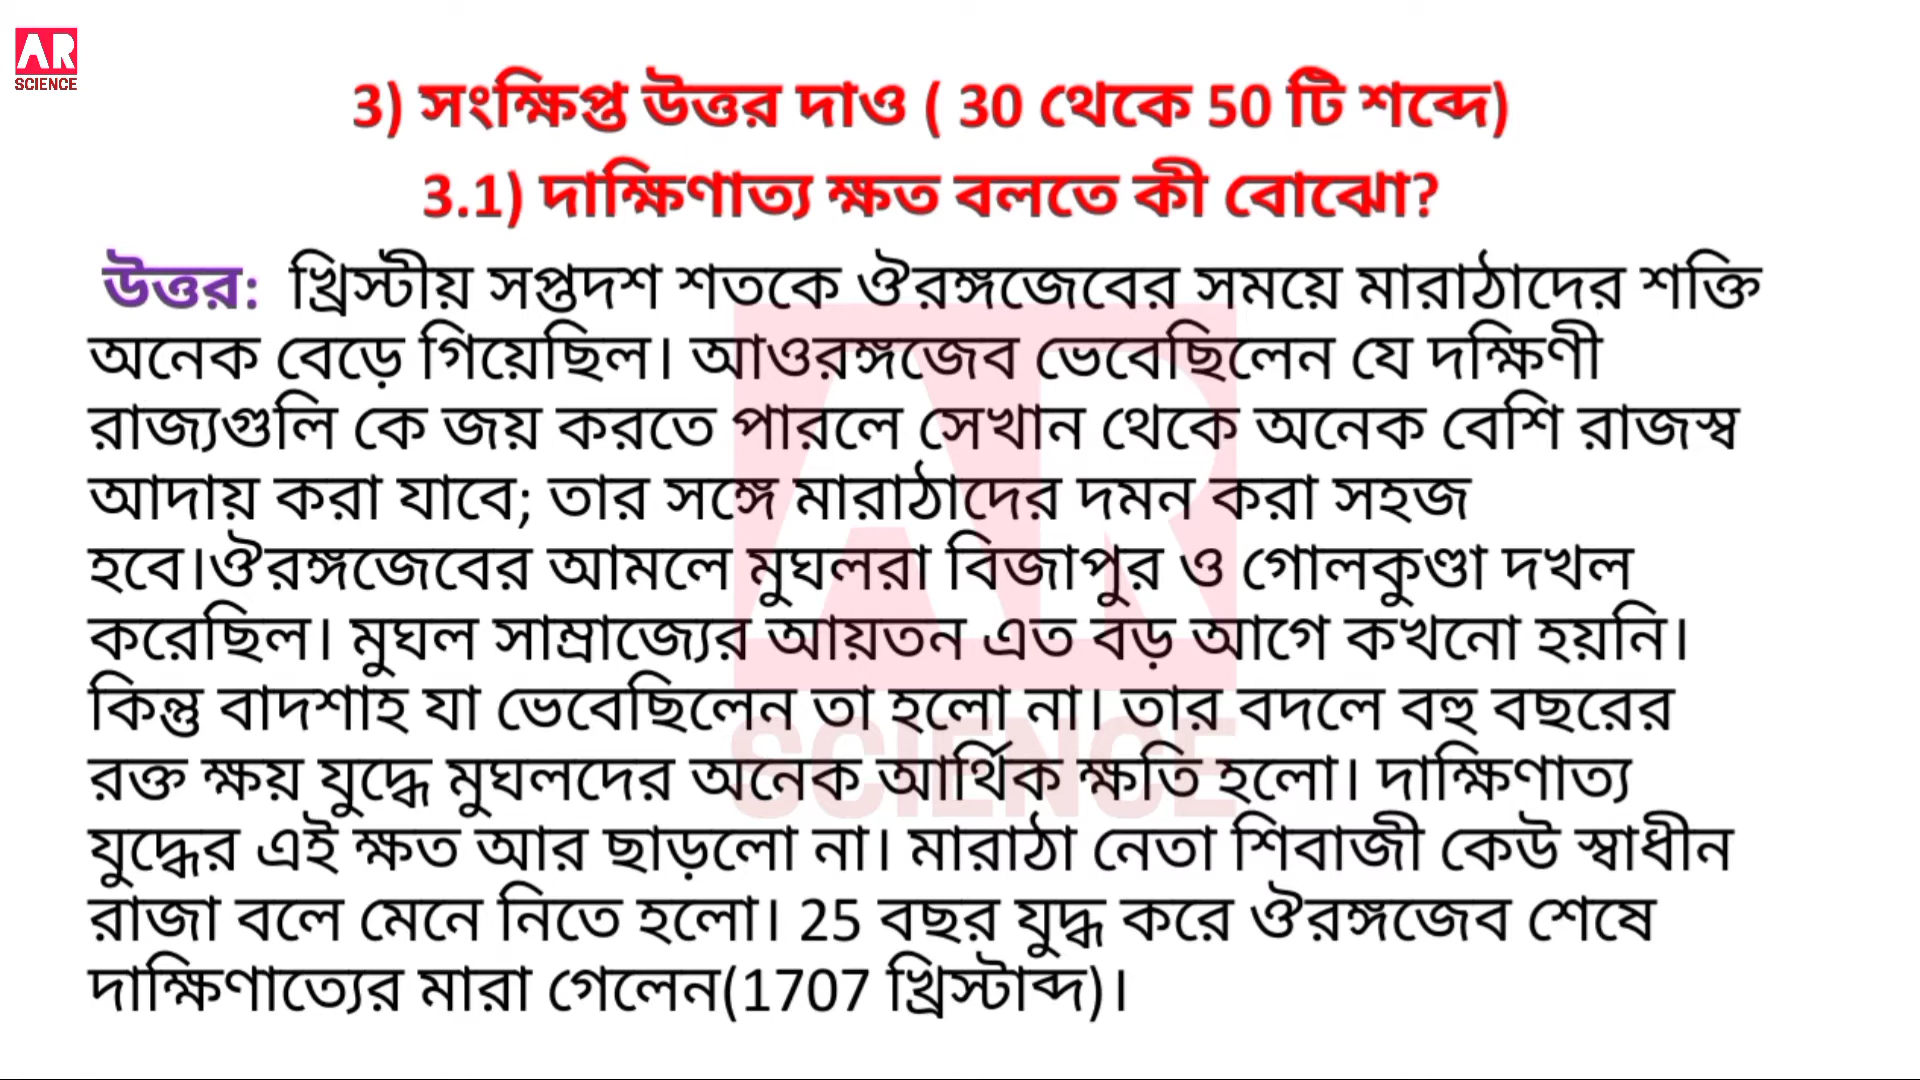 AR
SCIENCE
3) সংক্ষিপ্ত উত্তর দাও ( 30 থেকে 50 টি শব্দে)
3.1) দাক্ষিণাত্য ক্ষত বলতে কী বোঝো?
উত্তর: খ্রিস্টীয় সপ্তদশ শতকে ঔরঙ্গজেবের সময়ে মারাঠাদের শক্তি
অনেক বেড়ে গিয়েছিল। আওরঙ্গজেব ভেবেছিলেন যে দক্ষিণী
রাজ্যগুলি কে জয় করতে পারলে সেখান থেকে অনেক বেশি রাজস্ব
আদায় করা যাবে; তার সঙ্গে মারাঠাদের দমন করা সহজ
হবে।ঔরঙ্গজেবের আমলে মুঘলরা বিজাপুর ও গোলকুণ্ডা দখল
করেছিল। মুঘল সাম্রাজ্যের আয়তন এত বড় আগে কখনো হয়নি।
কিন্তু বাদশাহ যা ভেবেছিলেন তা হলো না। তার বদলে বহু বছরের
রক্ত ক্ষয় যুদ্ধে মুঘলদের অনেক আর্থিক ক্ষতি হলো। দাক্ষিণাত্য
যুদ্ধের এই ক্ষত আর ছাড়লো না। মারাঠা নেতা শিবাজী কেউ স্বাধীন
রাজা বলে মেনে নিতে হলো। 25 বছর যুদ্ধ করে ঔরঙ্গজেব শেষে
দাক্ষিণাত্যের মারা গেলেন(1707 খ্রিস্টাব্দ)।
AR
SCIENCE